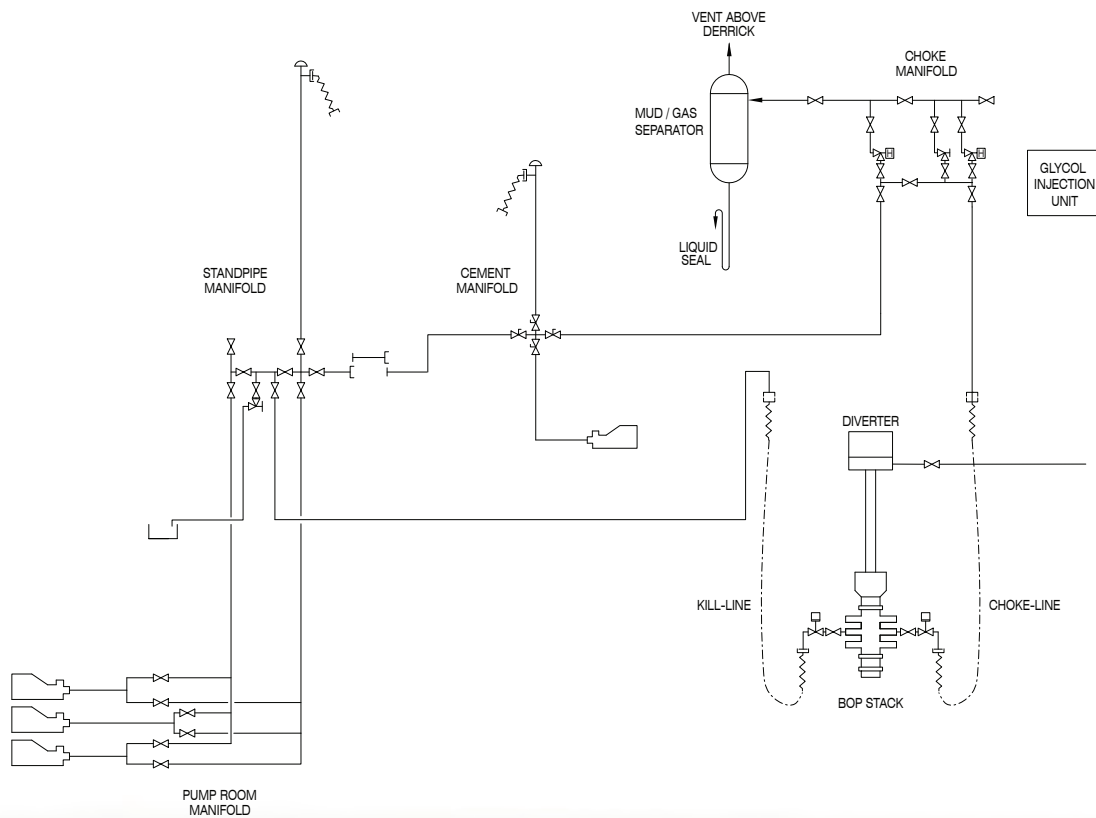 VENT ABOVE
DERRICK
CHOKE
MANIFOLD
MUD / GAS
SEPARATOR
GLYCOL
INJECTION
UNIT
LIQUID
SEAL
STANDPIPE
MANIFOLD
CEMENT
MANIFOLD
DIVERTER
KILL-LINE
CHOKE-LINE
BOP STACK
PUMP ROOM
MANIFOLD